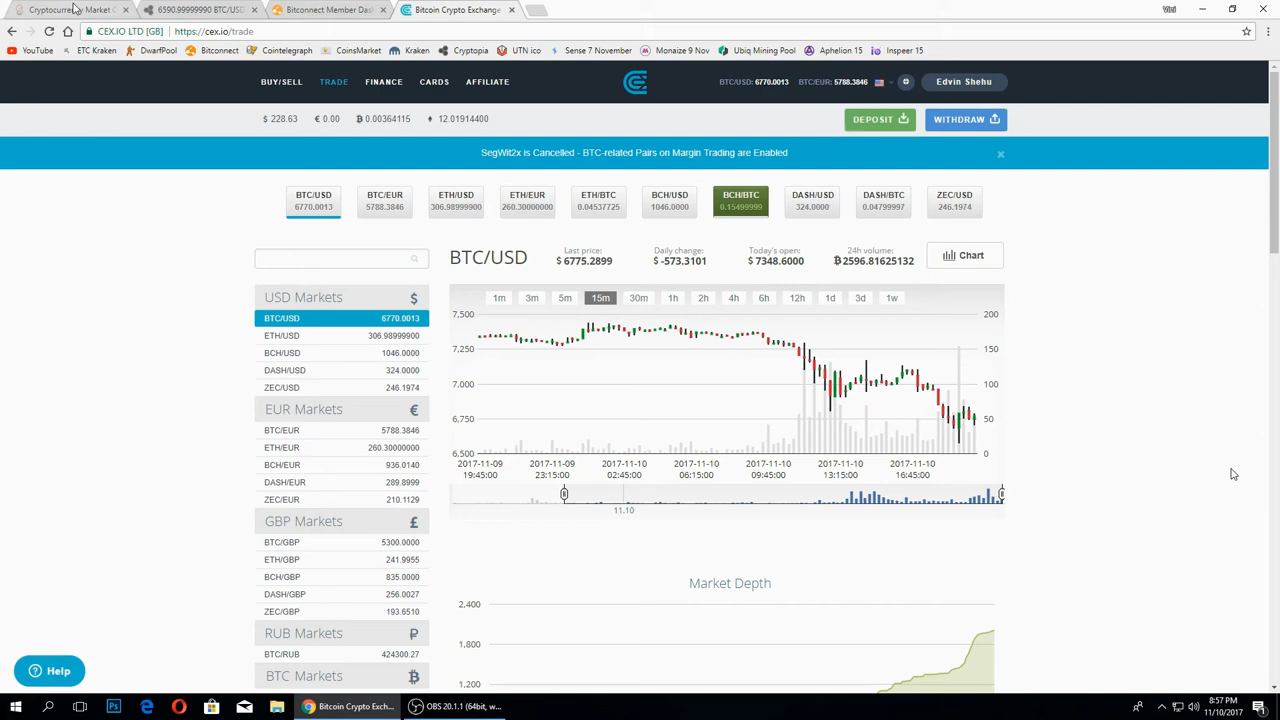 Cryptocurrency Market C
6590.99999990 BTC/USD
Bitconnect Member Das
Bitcoin Crypto Exchange
Vini
CEX.IO LTD [GB]
https://cex.io/trade
YouTube
ETC Kraken
DwarfPool
Bitconnect
Cointelegraph
CoinsMarket
Kraken
Cryptopia
UTN ico
Sense 7 November
Monaize 9 Nov
Ubiq Mining Pool
Aphelion 15
Inspeer 15
BUY/SELL
TRADE
FINANCE
CARDS
AFFILIATE
BTC/USD: 6770.0013
BTC/EUR: 5788.3846
Edvin Shehu
$ 228.63
€ 0.00
0.00364115
12.01914400
DEPOSIT
WITHDRAW
SegWit2x is Cancelled - BTC-related Pairs on Margin Trading are Enabled
BTC/USD
6770.0013
BTC/EUR
5788.3846
ETH/USD
306.98999900
ETH/EUR
260.30000000
ETH/BTC
0.04537725
BCH/USD
1046.0000
BCH/BTC
0.15499999
DASH/USD
324.0000
DASH/BTC
0.04799997
ZEC/USD
246.1974
BTC/USD
Last price:
$ 6775.2899
Daily change:
$ -573.3101
Today's open:
$ 7348.6000
24h volume:
2596.81625132
Chart
USD Markets $
BTC/USD 6770.0013
ETH/USD 306.98999900
BCH/USD 1046.0000
DASH/USD 324.0000
ZEC/USD 246.1974
EUR Markets €
BTC/EUR 5788.3846
ETH/EUR 260.30000000
BCH/EUR 936.0140
DASH/EUR 289.8999
ZEC/EUR 210.1129
GBP Markets £
BTC/GBP 5300.0000
ETH/GBP 241.9955
BCH/GBP 835.0000
DASH/GBP 256.0027
ZEC/GBP 193.6510
RUB Markets ₽
BTC/RUB 424300.27
BTC Markets
1m 3m 5m 15m 30m 1h 2h 4h 6h 12h 1d 3d 1w
7,500 200
7,250 150
7,000 100
6,750 50
6,500 0
2017-11-09 2017-11-09 2017-11-10 2017-11-10 2017-11-10 2017-11-10 2017-11-10
19:45:00 23:15:00 02:45:00 06:15:00 09:45:00 13:15:00 16:45:00
11.10
Market Depth
2,400
1,800
1,200
Help
Bitcoin Crypto Exch...
OBS 20.1.1 (64bit, w...
8:57 PM
11/10/2017